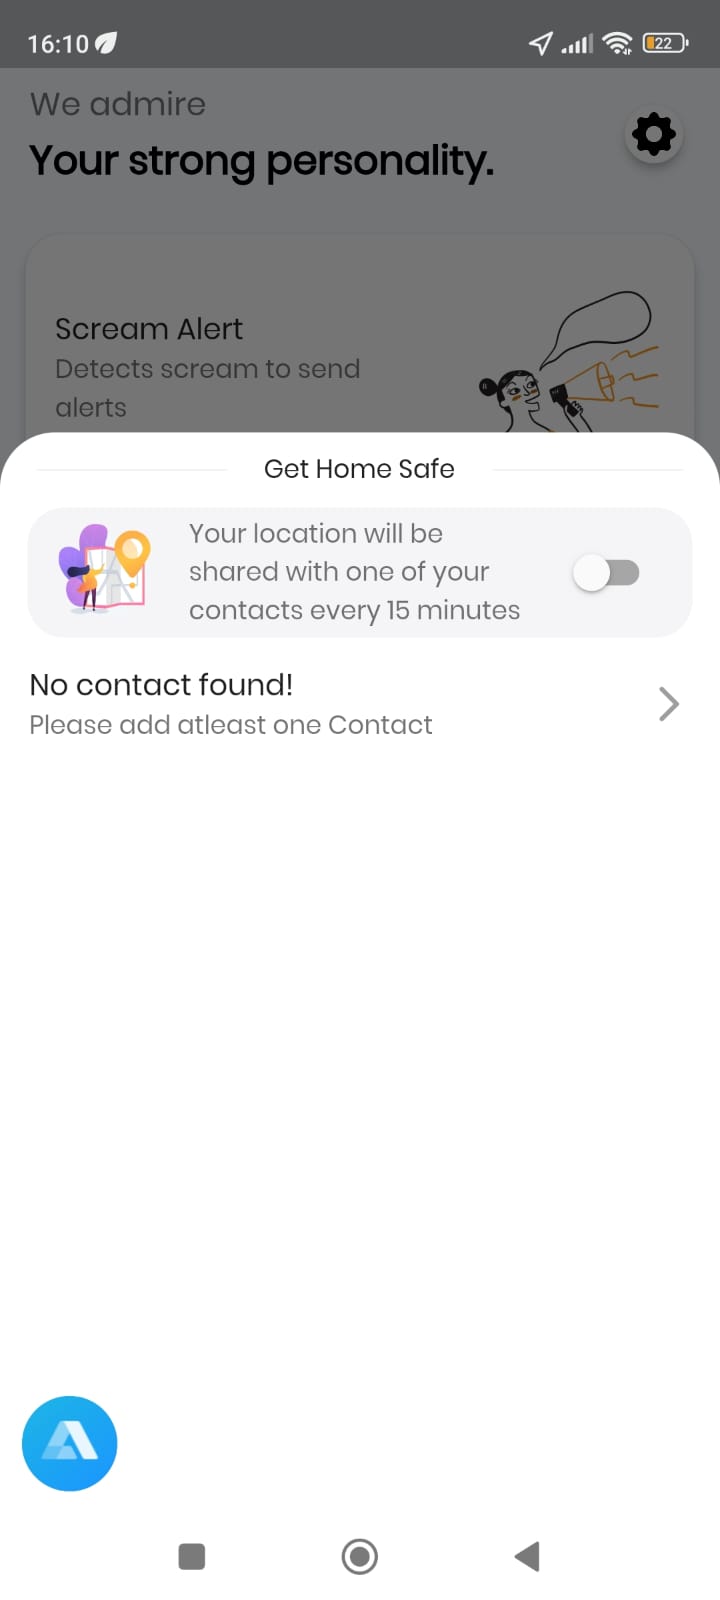 16:10
22
We admire
Your strong personality.
Scream Alert
Detects scream to send
alerts
Get Home Safe
Your location will be
shared with one of your
contacts every 15 minutes
No contact found!
Please add atleast one Contact